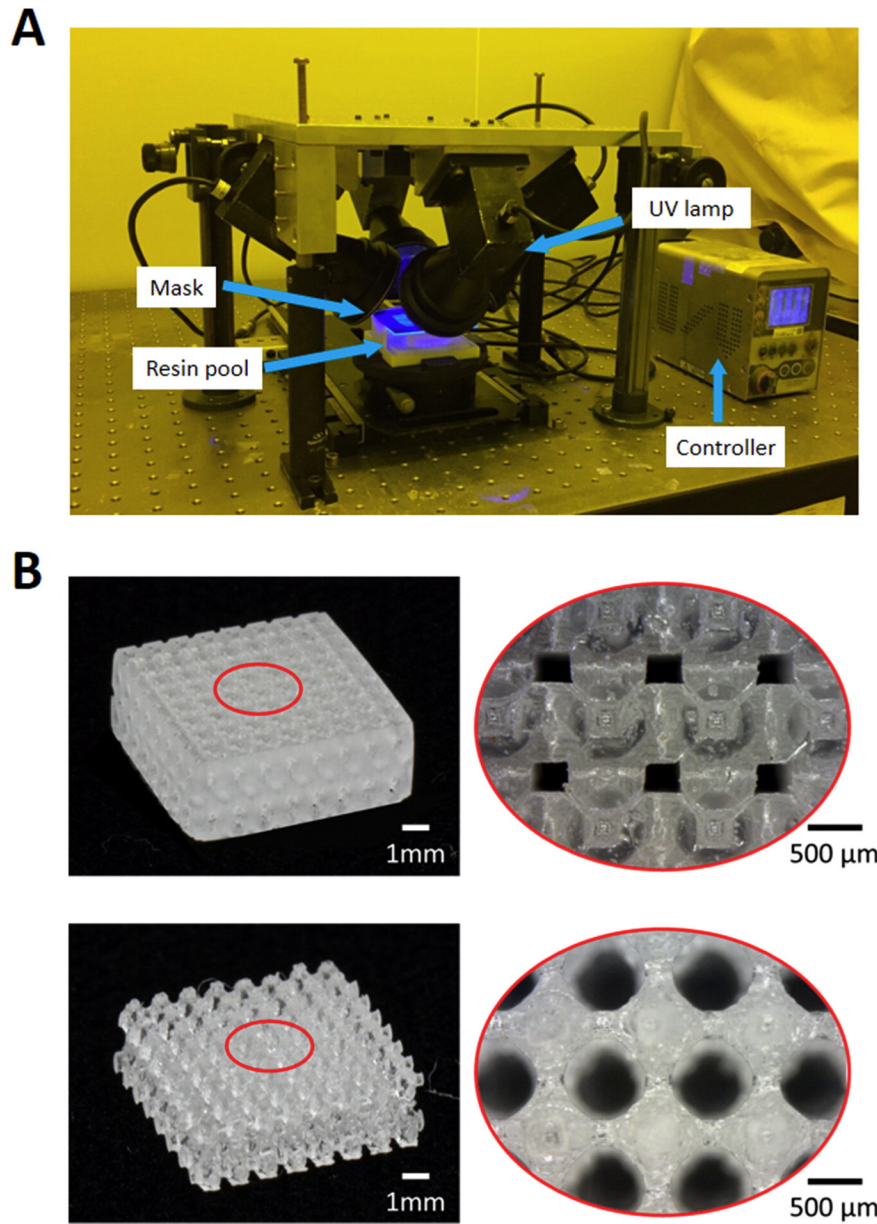 A
UV lamp
Mask
Resin pool
Controller
B
1mm
500 μm
1mm
500 μm